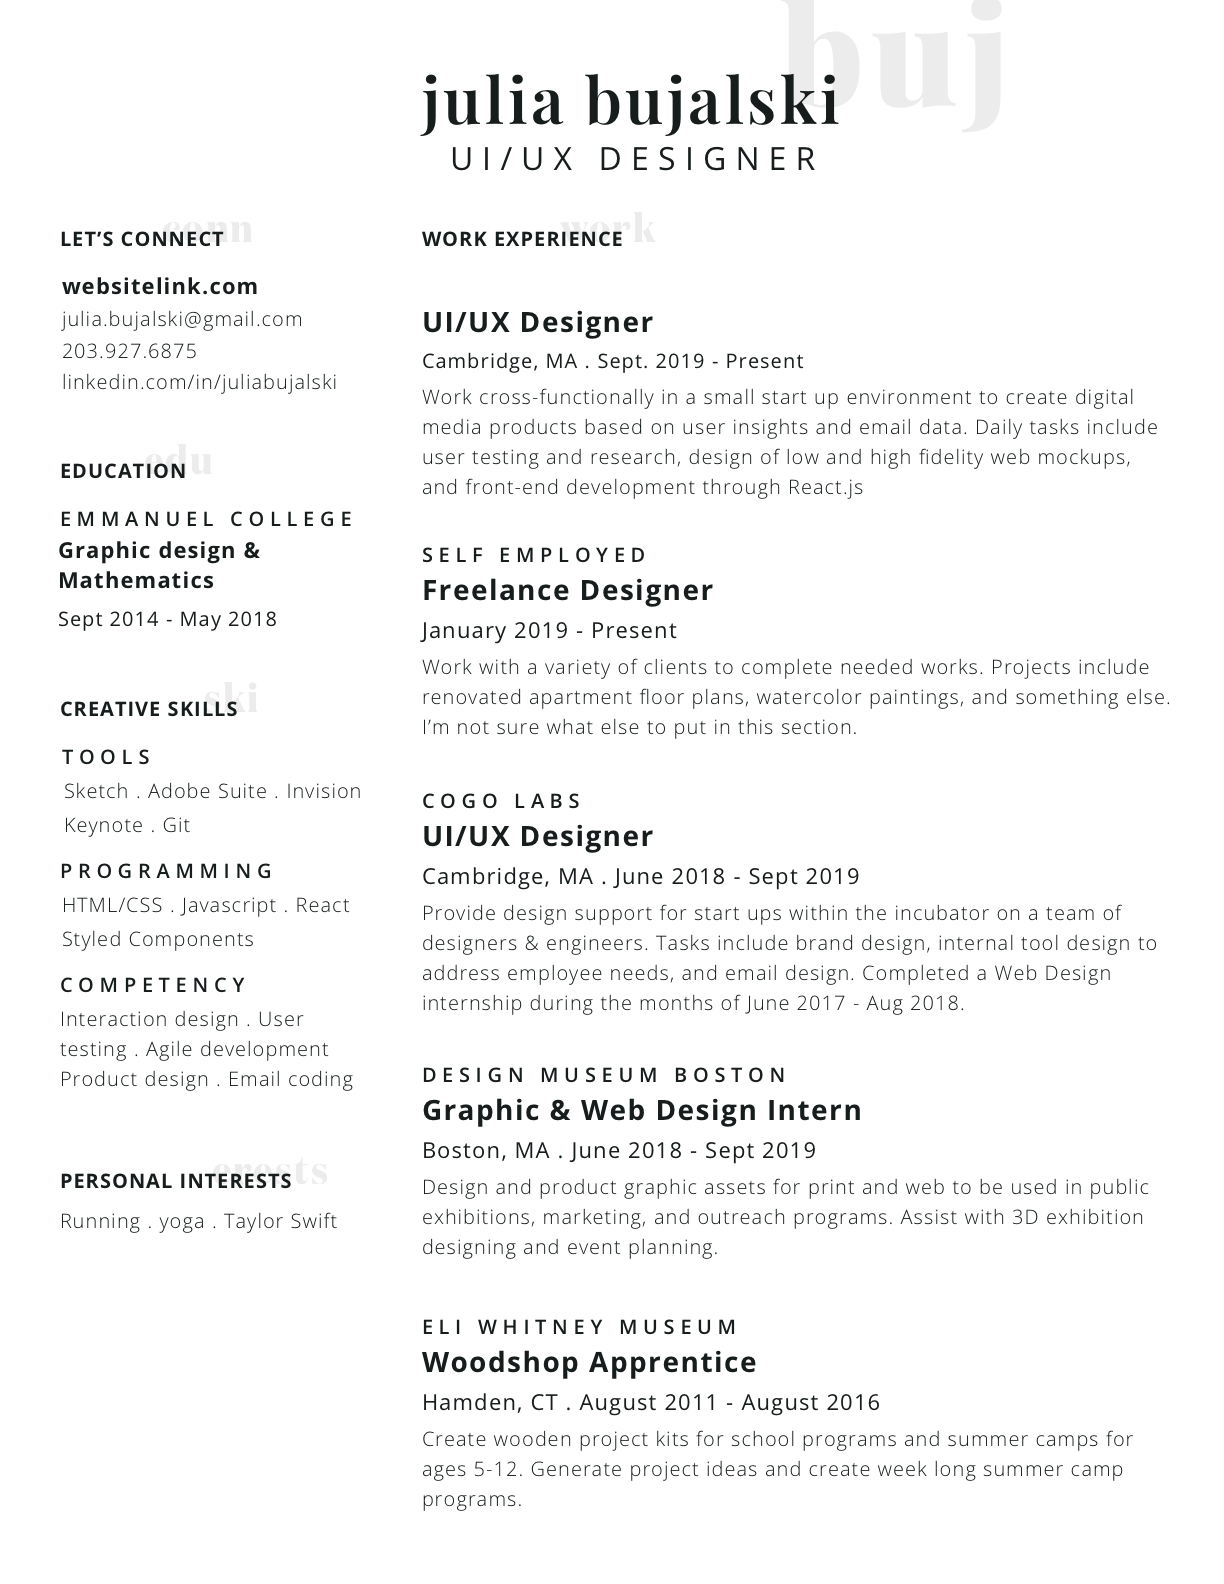 buj
julia bujalski
UI/UX DESIGNER
conn
LET’S CONNECT
websitelink.com
julia.bujalski@gmail.com
203.927.6875
linkedin.com/in/juliabujalski
edu
EDUCATION
EMMANUEL COLLEGE
Graphic design &
Mathematics
Sept 2014 - May 2018
ski
CREATIVE SKILLS
TOOLS
Sketch . Adobe Suite . Invision
Keynote . Git
PROGRAMMING
HTML/CSS . Javascript . React
Styled Components
COMPETENCY
Interaction design . User
testing . Agile development
Product design . Email coding
erests
PERSONAL INTERESTS
Running . yoga . Taylor Swift
work
WORK EXPERIENCE
UI/UX Designer
Cambridge, MA . Sept. 2019 - Present
Work cross-functionally in a small start up environment to create digital
media products based on user insights and email data. Daily tasks include
user testing and research, design of low and high fidelity web mockups,
and front-end development through React.js
SELF EMPLOYED
Freelance Designer
January 2019 - Present
Work with a variety of clients to complete needed works. Projects include
renovated apartment floor plans, watercolor paintings, and something else.
I’m not sure what else to put in this section.
COGO LABS
UI/UX Designer
Cambridge, MA . June 2018 - Sept 2019
Provide design support for start ups within the incubator on a team of
designers & engineers. Tasks include brand design, internal tool design to
address employee needs, and email design. Completed a Web Design
internship during the months of June 2017 - Aug 2018.
DESIGN MUSEUM BOSTON
Graphic & Web Design Intern
Boston, MA . June 2018 - Sept 2019
Design and product graphic assets for print and web to be used in public
exhibitions, marketing, and outreach programs. Assist with 3D exhibition
designing and event planning.
ELI WHITNEY MUSEUM
Woodshop Apprentice
Hamden, CT . August 2011 - August 2016
Create wooden project kits for school programs and summer camps for
ages 5-12. Generate project ideas and create week long summer camp
programs.